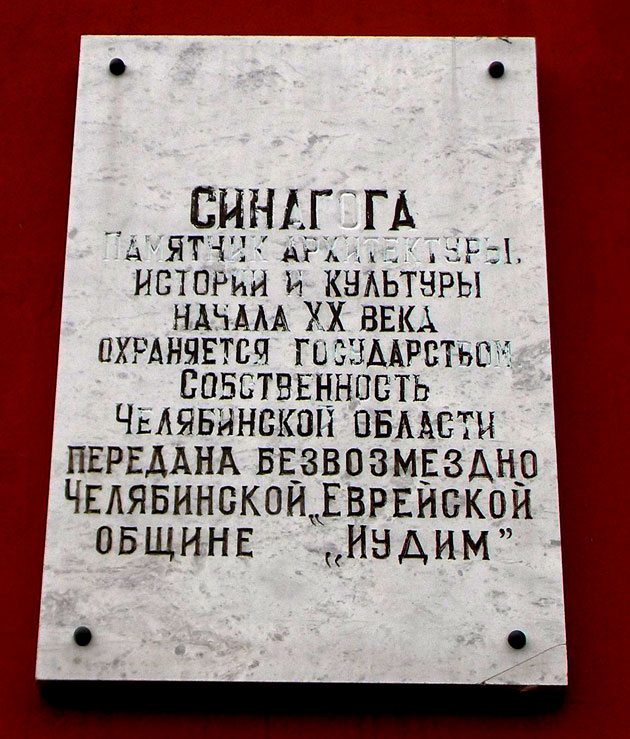 СИНАГОГА
ПАМЯТНИК АРХИТЕКТУРЫ,
ИСТОРИИ И КУЛЬТУРЫ
НАЧАЛА XX ВЕКА
ОХРАНЯЕТСЯ ГОСУДАРСТВОМ
СОБСТВЕННОСТЬ
ЧЕЛЯБИНСКОЙ ОБЛАСТИ
ПЕРЕДАНА БЕЗВОЗМЕЗДНО
ЧЕЛЯБИНСКОЙ „ЕВРЕЙСКОЙ
ОБЩИНЕ „ИУДИМ”